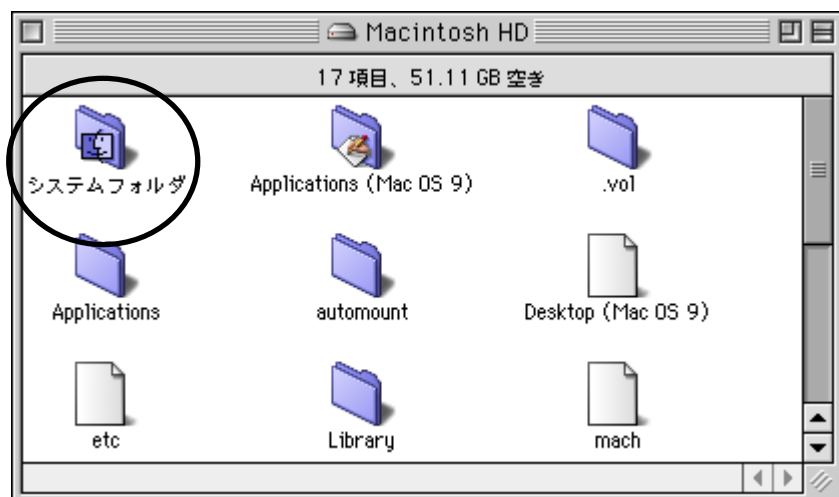 Macintosh HD
17 項目、51.11 GB 空き
システムフォルダ
Applications (Mac OS 9)
.vol
Applications
automount
Desktop (Mac OS 9)
etc
Library
mach